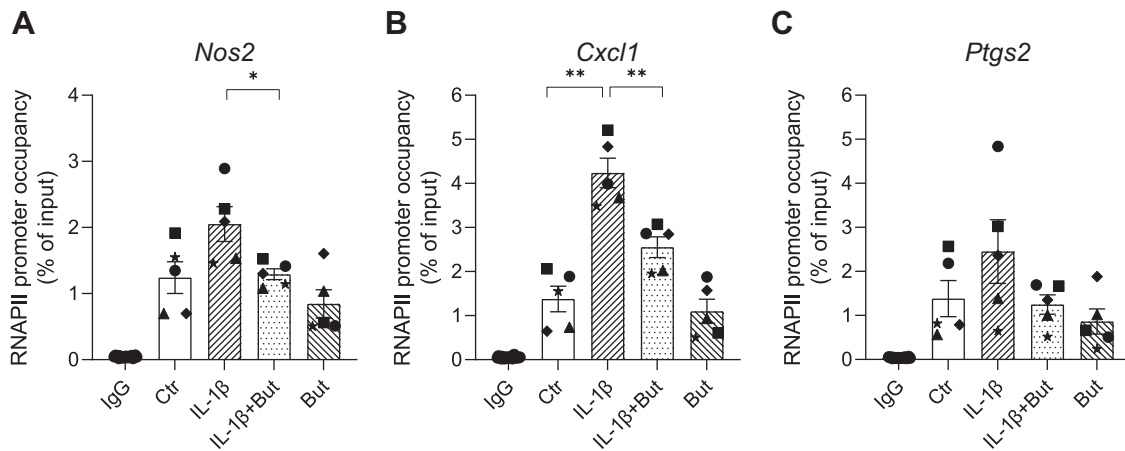 A
Nos2
RNAPII promoter occupancy
(% of input)
4
3
2
1
0
*
IgG
Ctr
IL-1β
IL-1β+But
But
B
Cxcl1
RNAPII promoter occupancy
(% of input)
6
5
4
3
2
1
0
**
**
IgG
Ctr
IL-1β
IL-1β+But
But
C
Ptgs2
RNAPII promoter occupancy
(% of input)
6
5
4
3
2
1
0
IgG
Ctr
IL-1β
IL-1β+But
But